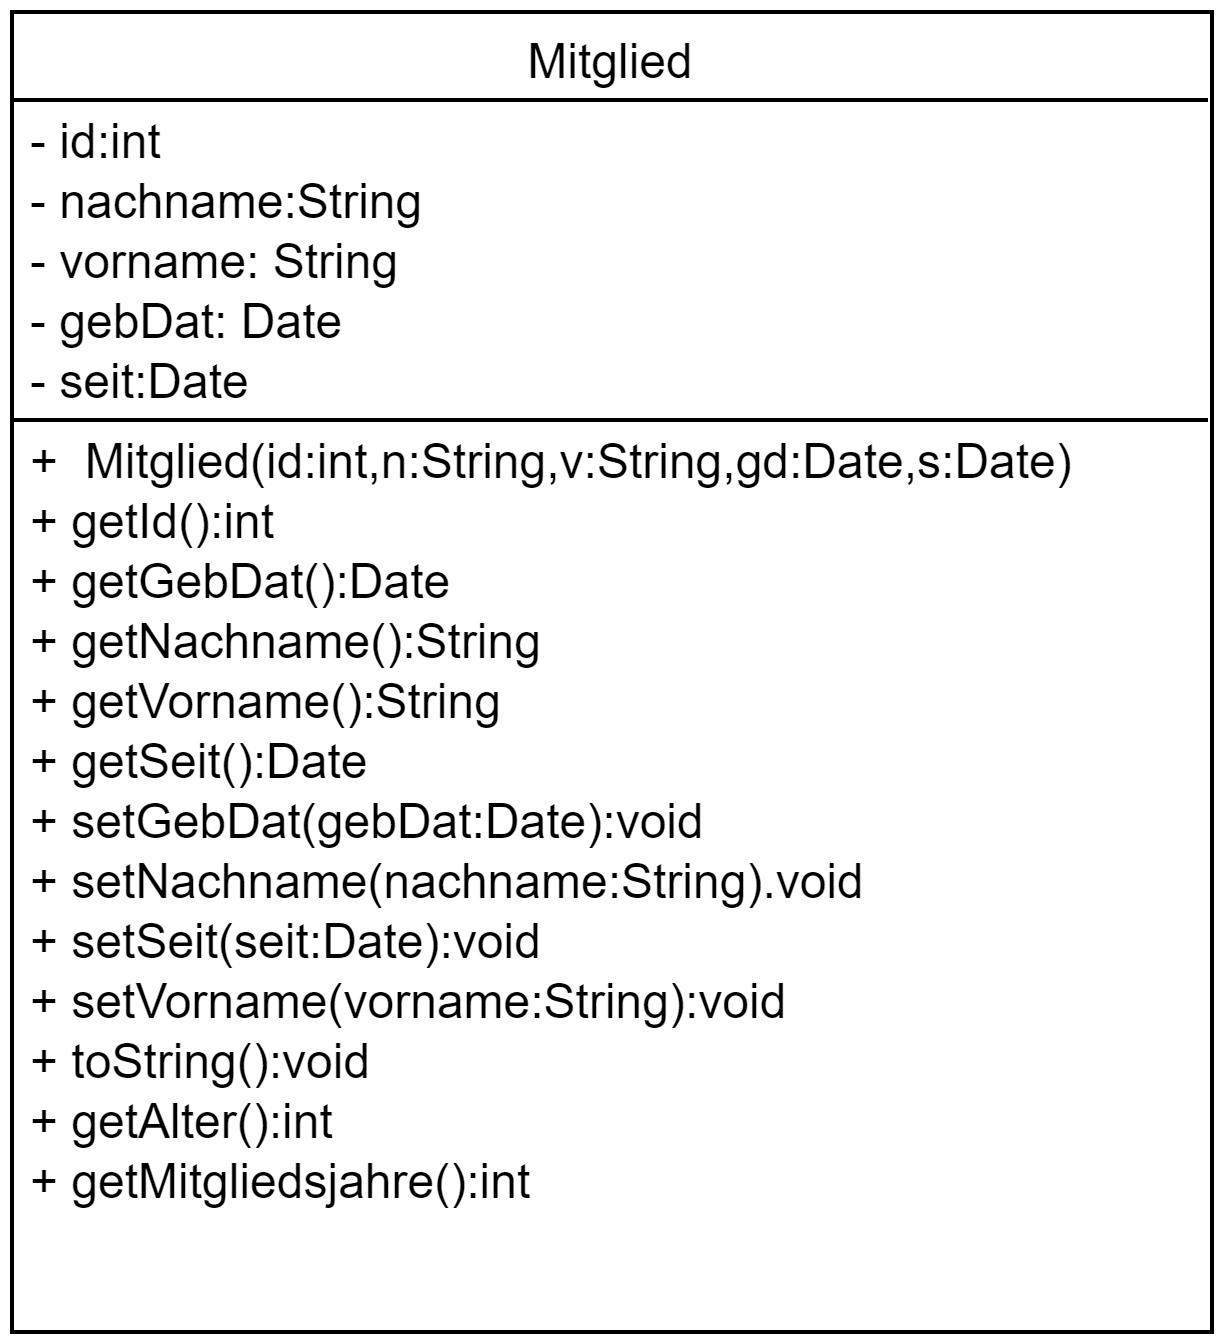 Mitglied
- id:int
- nachname:String
- vorname: String
- gebDat: Date
- seit:Date
+  Mitglied(id:int,n:String,v:String,gd:Date,s:Date)
+ getId():int
+ getGebDat():Date
+ getNachname():String
+ getVorname():String
+ getSeit():Date
+ setGebDat(gebDat:Date):void
+ setNachname(nachname:String).void
+ setSeit(seit:Date):void
+ setVorname(vorname:String):void
+ toString():void
+ getAlter():int
+ getMitgliedsjahre():int